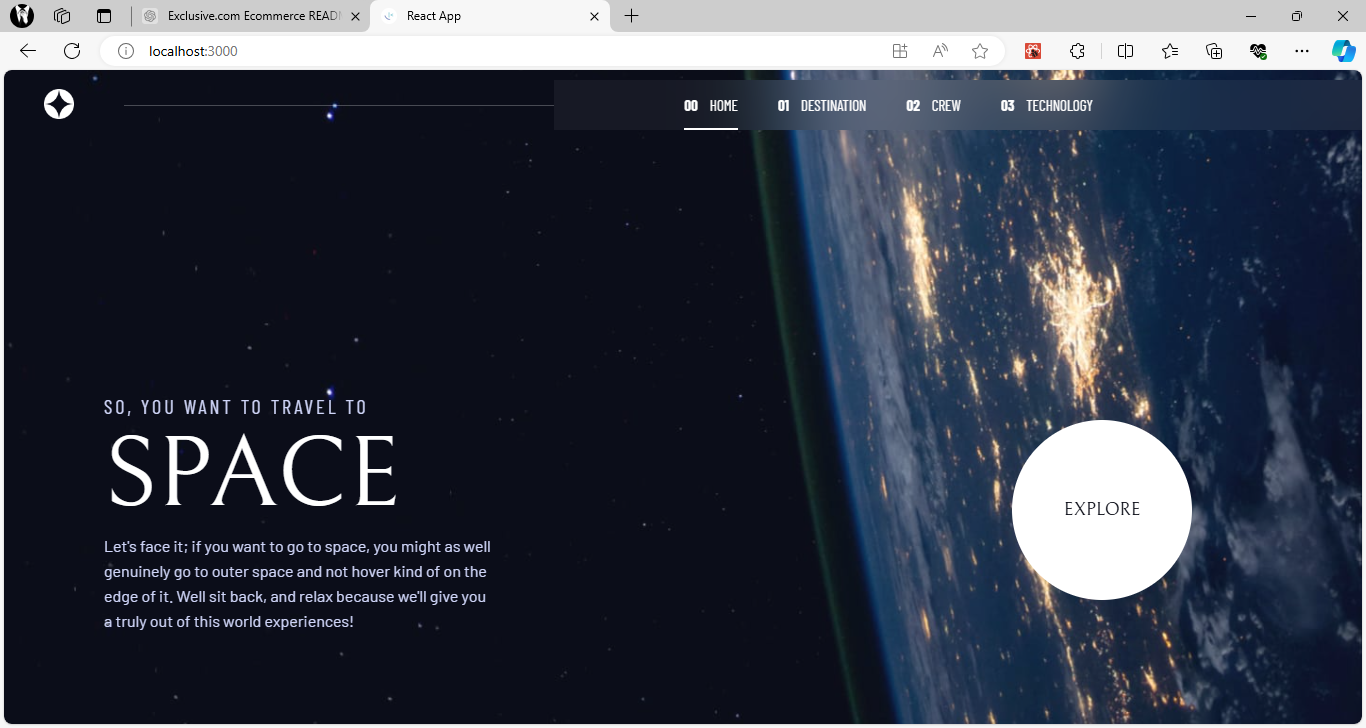 Exclusive.com Ecommerce READ
React App
localhost:3000
00 HOME 01 DESTINATION 02 CREW 03 TECHNOLOGY
SO, YOU WANT TO TRAVEL TO
SPACE
Let's face it; if you want to go to space, you might as well
genuinely go to outer space and not hover kind of on the
edge of it. Well sit back, and relax because we'll give you
a truly out of this world experiences!
EXPLORE